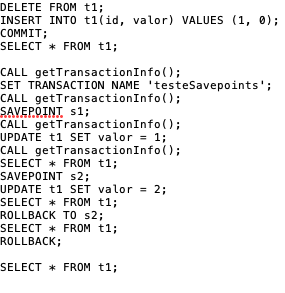 DELETE FROM t1;
INSERT INTO t1(id, valor) VALUES (1, 0);
COMMIT;
SELECT * FROM t1;

CALL getTransactionInfo();
SET TRANSACTION NAME 'testeSavepoints';
CALL getTransactionInfo();
SAVEPOINT s1;
CALL getTransactionInfo();
UPDATE t1 SET valor = 1;
CALL getTransactionInfo();
SELECT * FROM t1;
SAVEPOINT s2;
UPDATE t1 SET valor = 2;
SELECT * FROM t1;
ROLLBACK TO s2;
SELECT * FROM t1;
ROLLBACK;

SELECT * FROM t1;